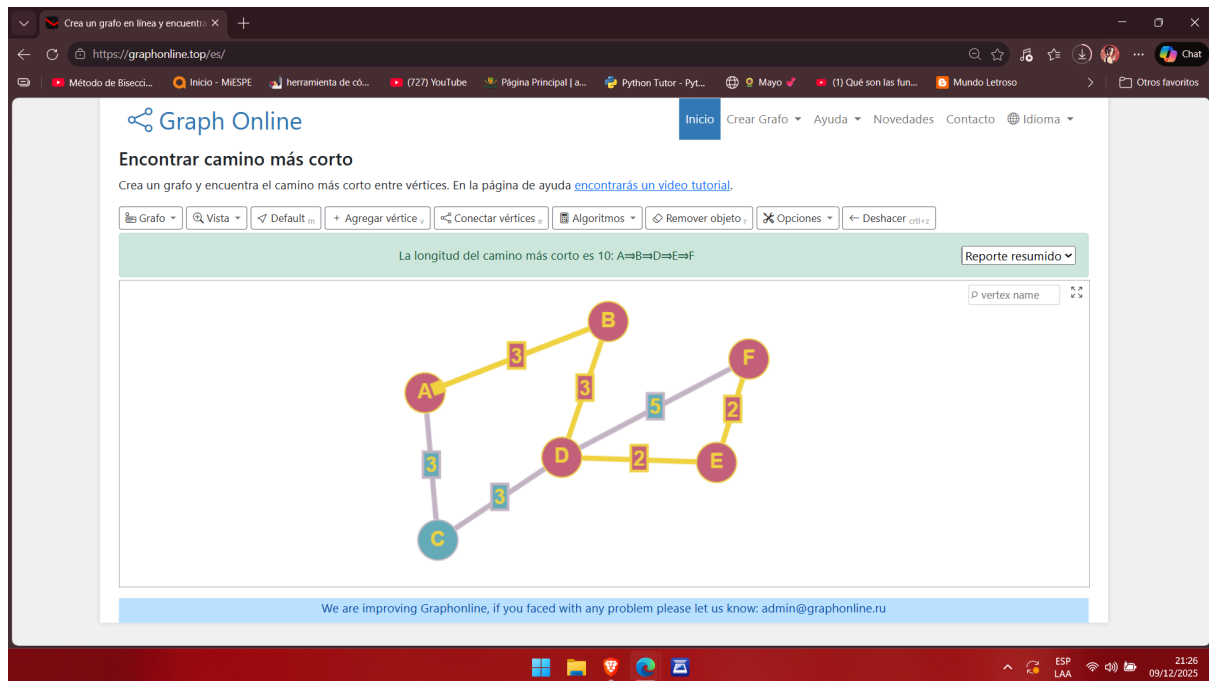 Crea un grafo en línea y encuentra
https://graphonline.top/es/
Chat
Método de Bisecci...
Inicio - MiESPE
herramienta de có...
(727) YouTube
Página Principal | a...
Python Tutor - Pyt...
Mayo
(1) Qué son las fun...
Mundo Letroso
Otros favoritos
Graph Online
Inicio
Crear Grafo
Ayuda
Novedades
Contacto
Idioma
Encontrar camino más corto
Crea un grafo y encuentra el camino más corto entre vértices. En la página de ayuda encontrarás un video tutorial.
Grafo
Vista
Default m
+ Agregar vértice v
Conectar vértices e
Algoritmos
Remover objeto r
Opciones
← Deshacer crtl+z
La longitud del camino más corto es 10: A⇒B⇒D⇒E⇒F
Reporte resumido
vertex name
B
3
F
A
3
5
2
D
2
E
3
3
C
We are improving Graphonline, if you faced with any problem please let us know: admin@graphonline.ru
ESP
LAA
21:26
09/12/2025